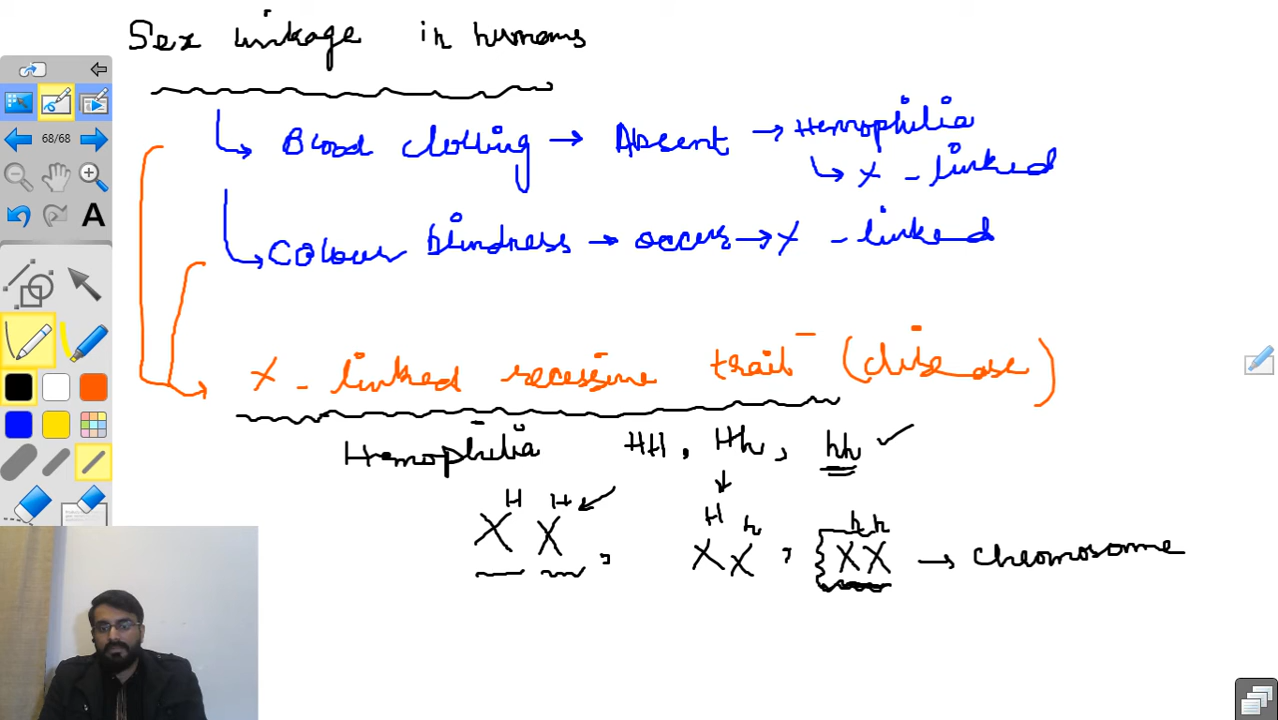 Sex linkage in humans
68/68
A
Blood clotting → Absent → Hemophilia
↳ X - linked
Colour blindness → occurs → X - linked
X - linked recessive trait (disease)
Hemophilia HH, Hh, hh ✓
X^H X^H, X^H X^h, X^h X^h → Chromosome